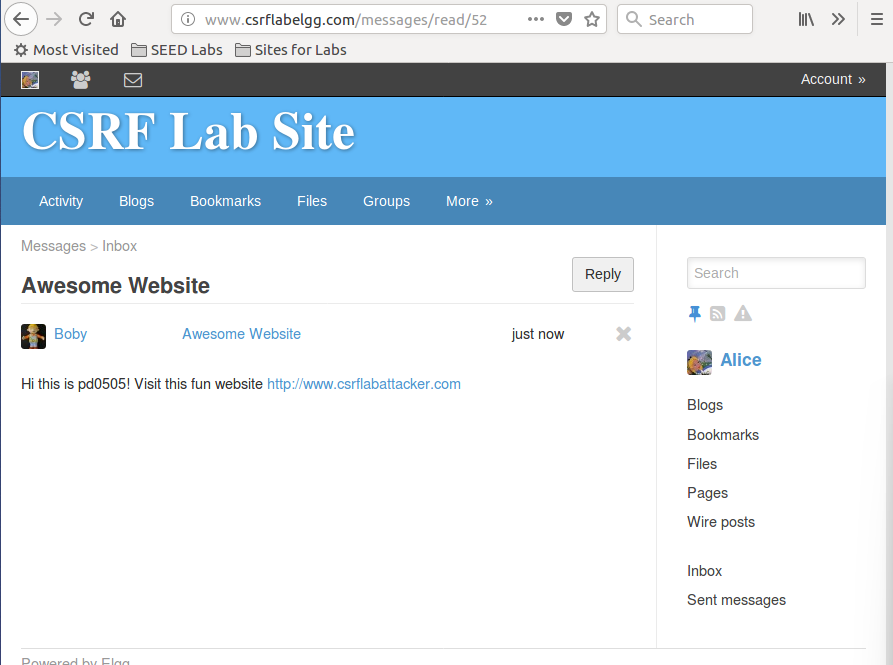 www.csrflabelgg.com/messages/read/52
Search
Most Visited SEED Labs Sites for Labs
Account »
CSRF Lab Site
Activity Blogs Bookmarks Files Groups More »
Messages > Inbox
Awesome Website
Reply
Boby Awesome Website just now
Hi this is pd0505! Visit this fun website http://www.csrflabattacker.com
Search
Alice
Blogs
Bookmarks
Files
Pages
Wire posts
Inbox
Sent messages
Powered by Elgg